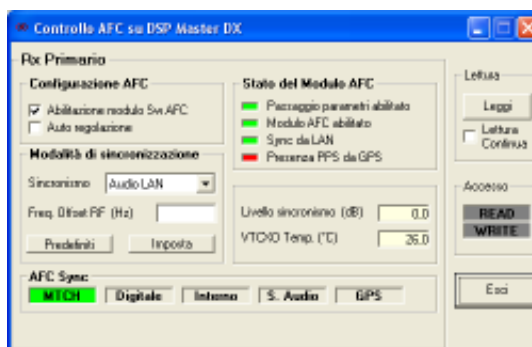 Controllo AFC su DSP Master DX
Rx Primario
Configurazione AFC
Abilitazione modulo Sw AFC
Auto regolazione
Modalità di sincronizzazione
Sincronismo Audio LAN
Freq. Offset RF (Hz)
Predefiniti Imposta
Stato del Modulo AFC
Passaggio parametri abilitato
Modulo AFC abilitato
Sync da LAN
Presenza PPS da GPS
Livello sincronismo (dB) 0.0
VTCXO Temp. (°C) 26.0
AFC Sync
MTCH Digitale Interno S. Audio GPS
Lettura
Leggi
Lettura
Continua
Accesso
READ
WRITE
Esci